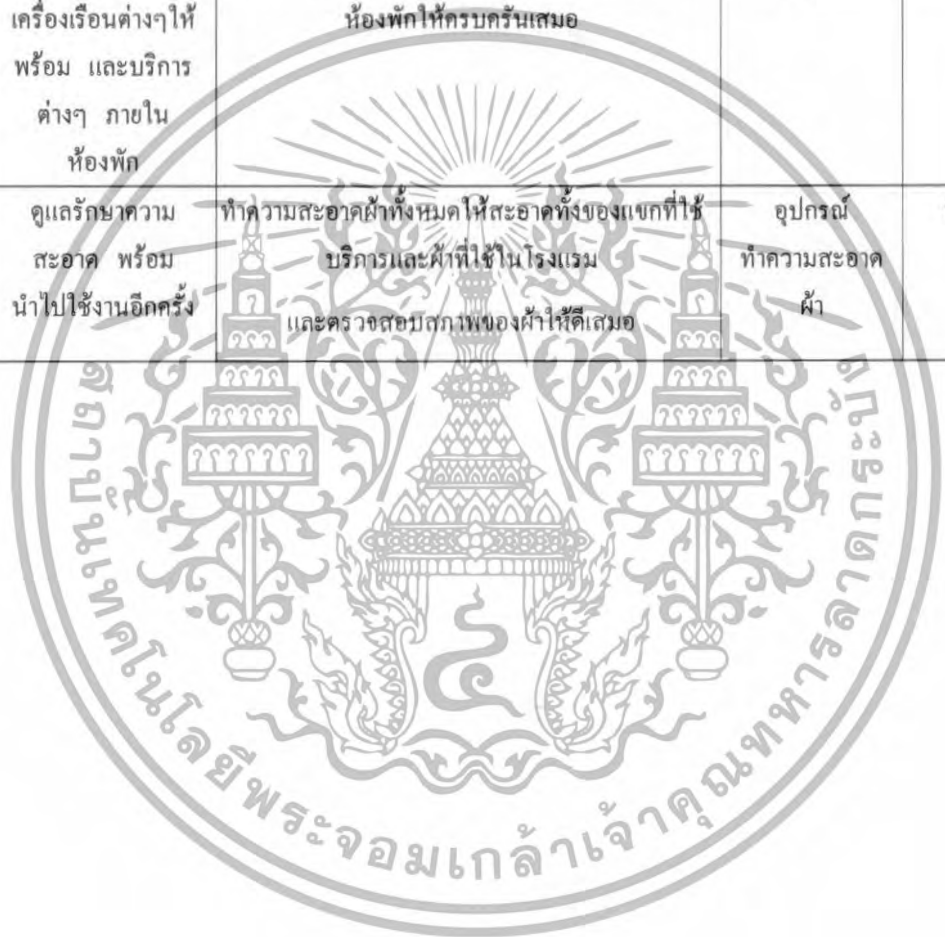 เครื่องเรือนต่างๆให้
พร้อม และบริการ
ต่างๆ ภายใน
ห้องพัก
ห้องพักให้ครบครันเสมอ
ดูแลรักษาความ
สะอาด พร้อม
นำไปใช้งานอีกครั้ง
ทำความสะอาดผ้าทั้งหมดให้สะอาดทั้งของแขกที่ใช้
บริการและผ้าที่ใช้ในโรงแรม
และตรวจสอบสภาพของผ้าให้ดีเสมอ
อุปกรณ์
ทำความสะอาด
ผ้า
สถาบันเทคโนโลยีพระจอมเกล้าเจ้าคุณทหารลาดกระบัง
๔